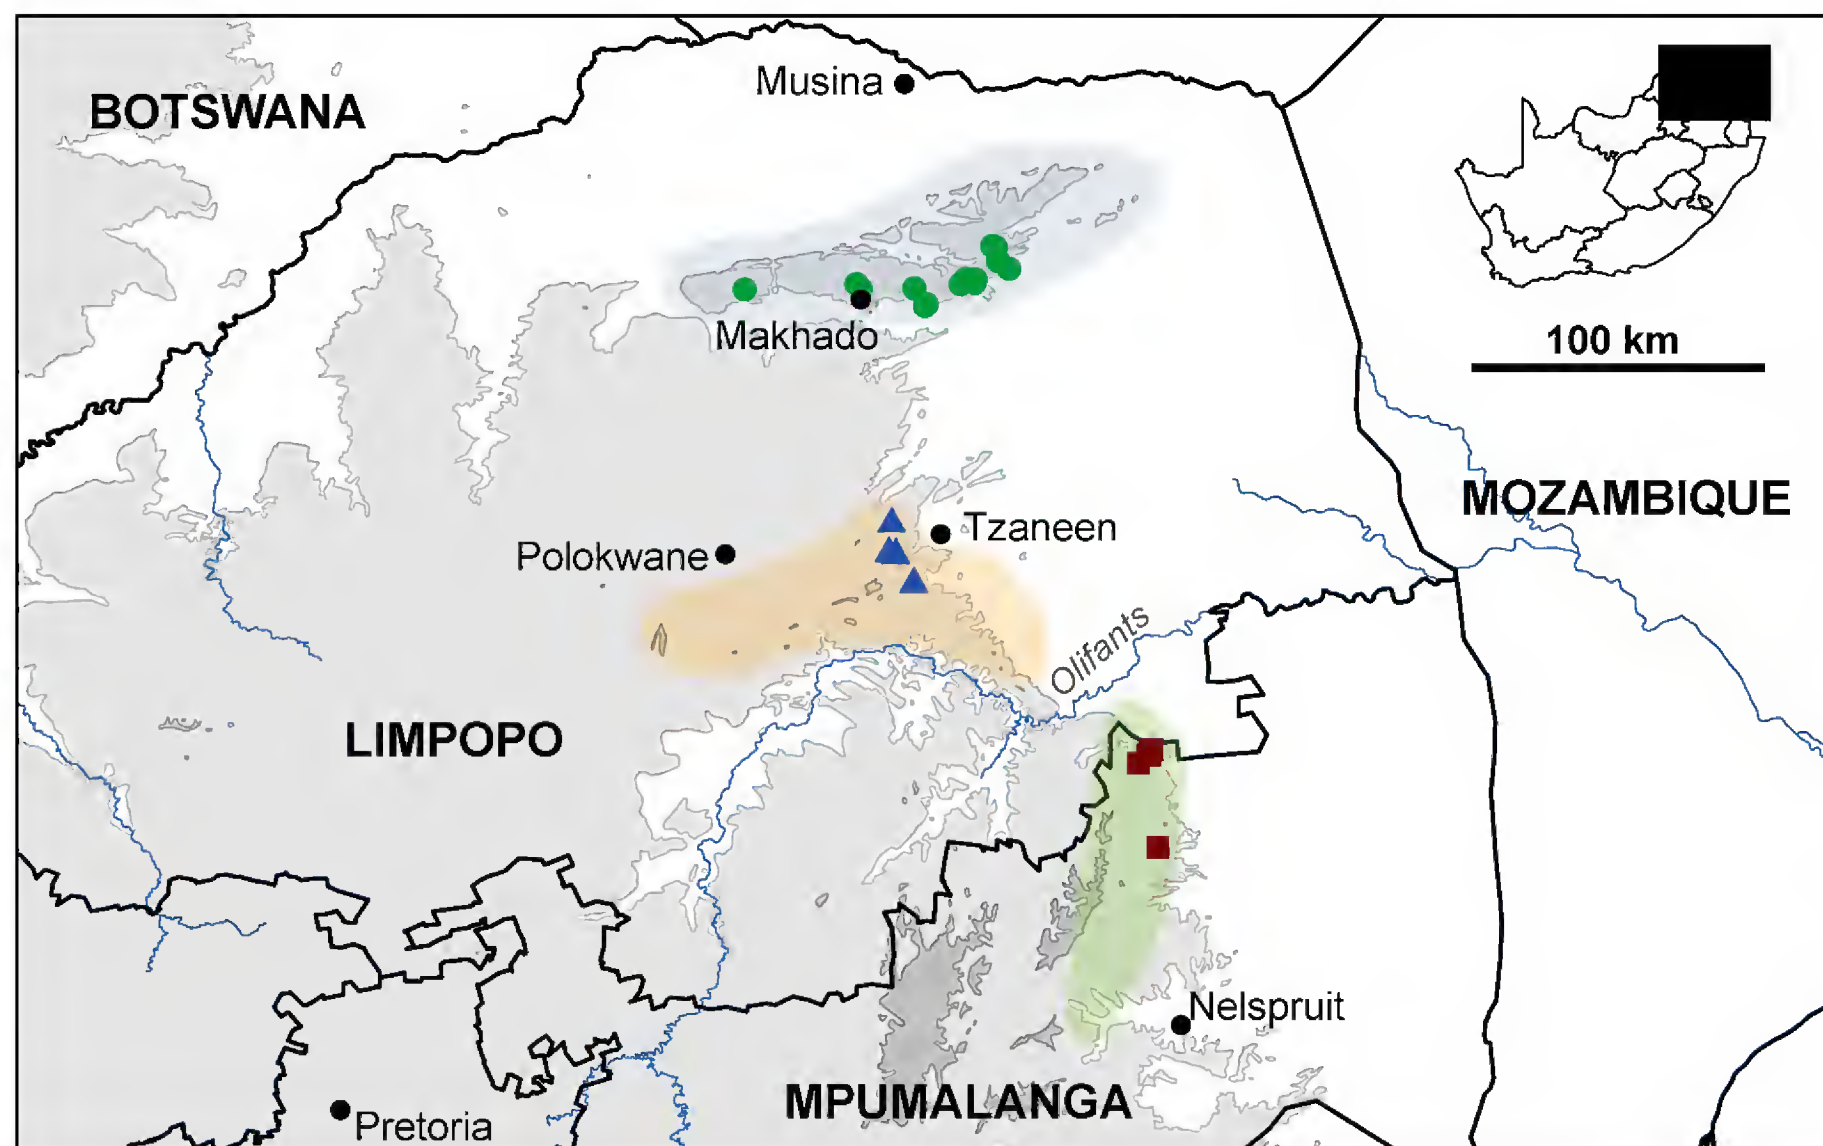 Musina
BOTSWANA
Makhado
100 km
MOZAMBIQUE
Tzaneen
Polokwane
Olifants
LIMPOPO
Nelspruit
MPUMALANGA
Pretoria